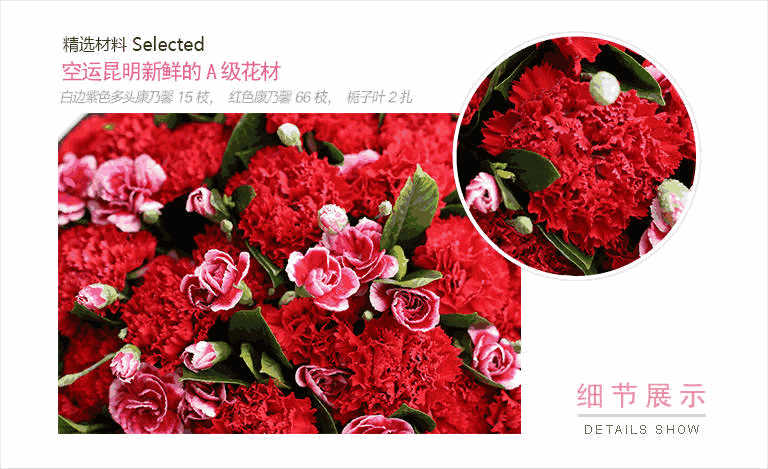 精选材料 Selected
空运昆明新鲜的 A 级花材
白边紫色多头康乃馨 15 枝， 红色康乃馨 66 枝， 栀子叶 2 扎
细节展示
DETAILS SHOW